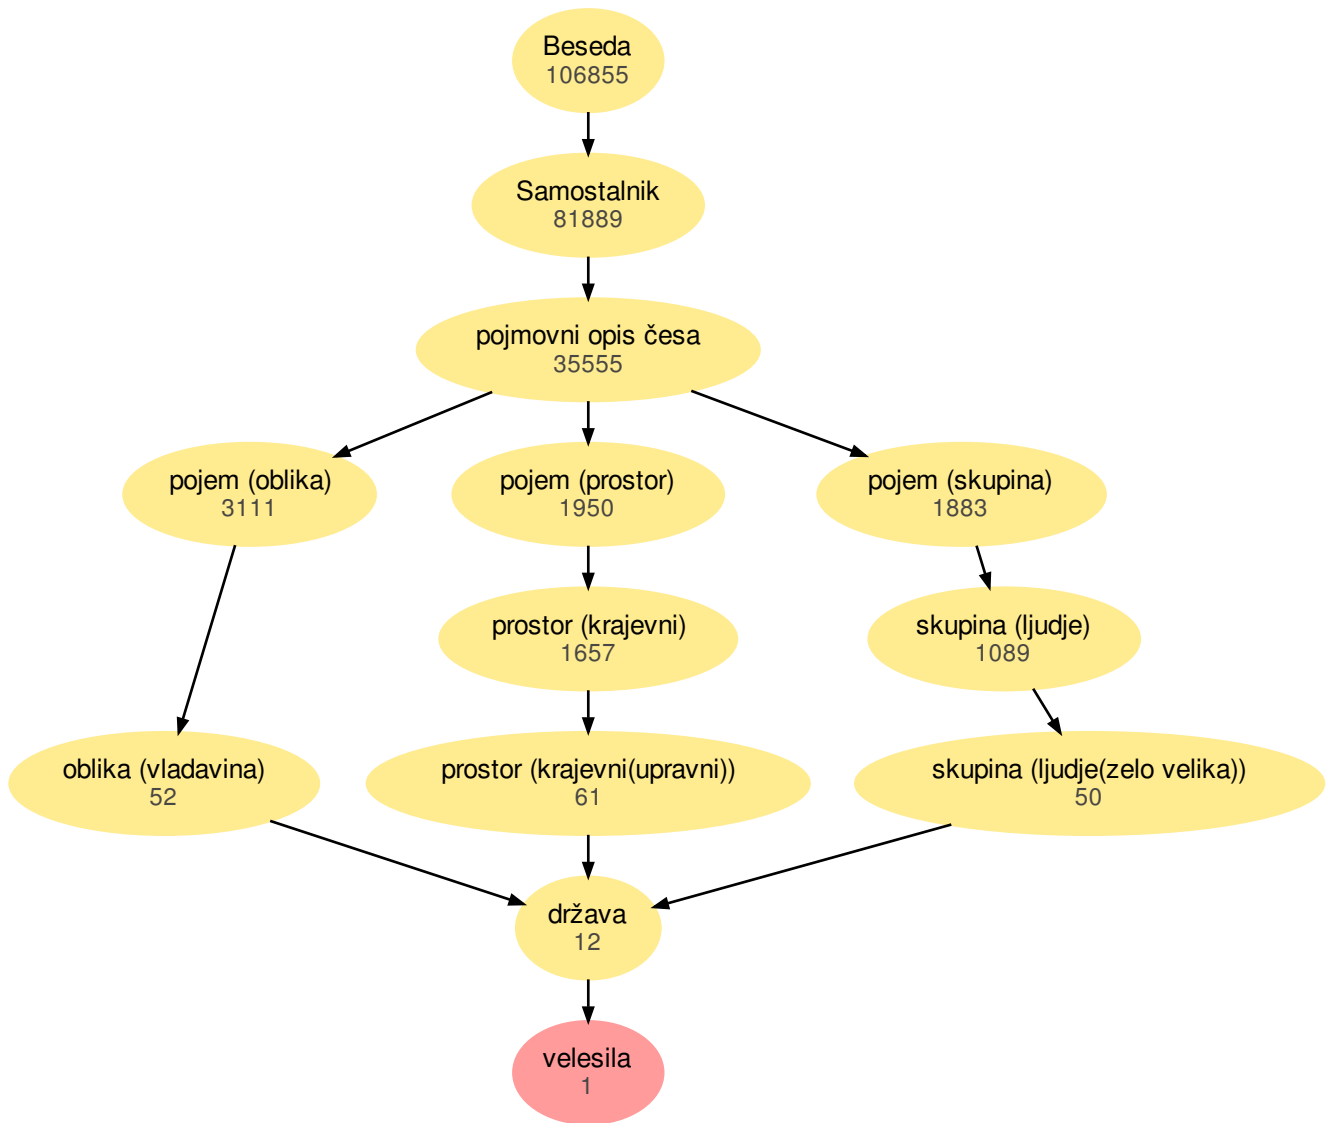 Beseda
106855
Samostalnik
81889
pojmovni opis česa
35555
pojem (oblika)
3111
pojem (prostor)
1950
pojem (skupina)
1883
prostor (krajevni)
1657
skupina (ljudje)
1089
oblika (vladavina)
52
prostor (krajevni(upravni))
61
skupina (ljudje(zelo velika))
50
država
12
velesila
1